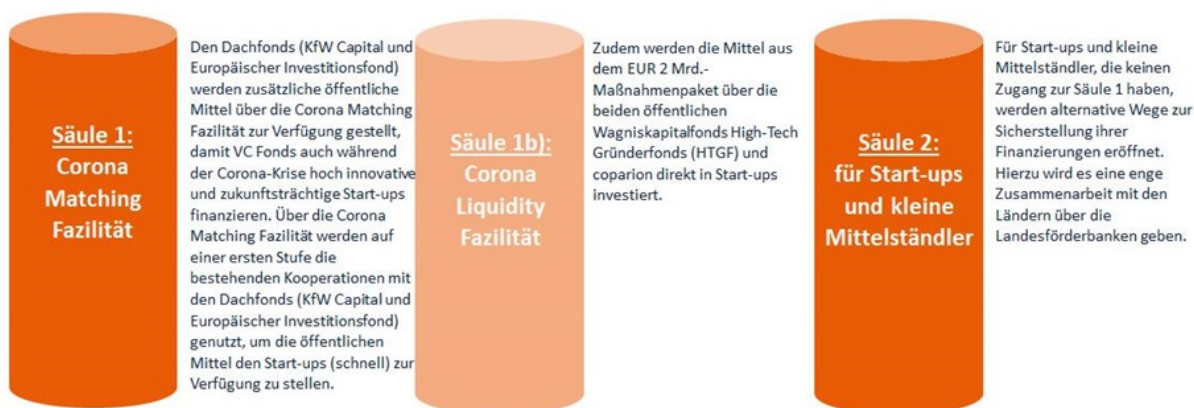 Säule 1:
Corona
Matching
Fazilität
Den Dachfonds (KfW Capital und
Europäischer Investitionsfond)
werden zusätzliche öffentliche
Mittel über die Corona Matching
Fazilität zur Verfügung gestellt,
damit VC Fonds auch während
der Corona-Krise hoch innovative
und zukunftsträchtige Start-ups
finanzieren. Über die Corona
Matching Fazilität werden auf
einer ersten Stufe die
bestehenden Kooperationen mit
den Dachfonds (KfW Capital und
Europäischer Investitionsfond)
genutzt, um die öffentlichen
Mittel den Start-ups (schnell) zur
Verfügung zu stellen.
Säule 1b):
Corona
Liquidity
Fazilität
Zudem werden die Mittel aus
dem EUR 2 Mrd.-
Maßnahmenpaket über die
beiden öffentlichen
Wagniskapitalfonds High-Tech
Gründerfonds (HTGF) und
coparion direkt in Start-ups
investiert.
Säule 2:
für Start-ups
und kleine
Mittelständler
Für Start-ups und kleine
Mittelständler, die keinen
Zugang zur Säule 1 haben,
werden alternative Wege zur
Sicherstellung ihrer
Finanzierungen eröffnet.
Hierzu wird es eine enge
Zusammenarbeit mit den
Ländern über die
Landesförderbanken geben.